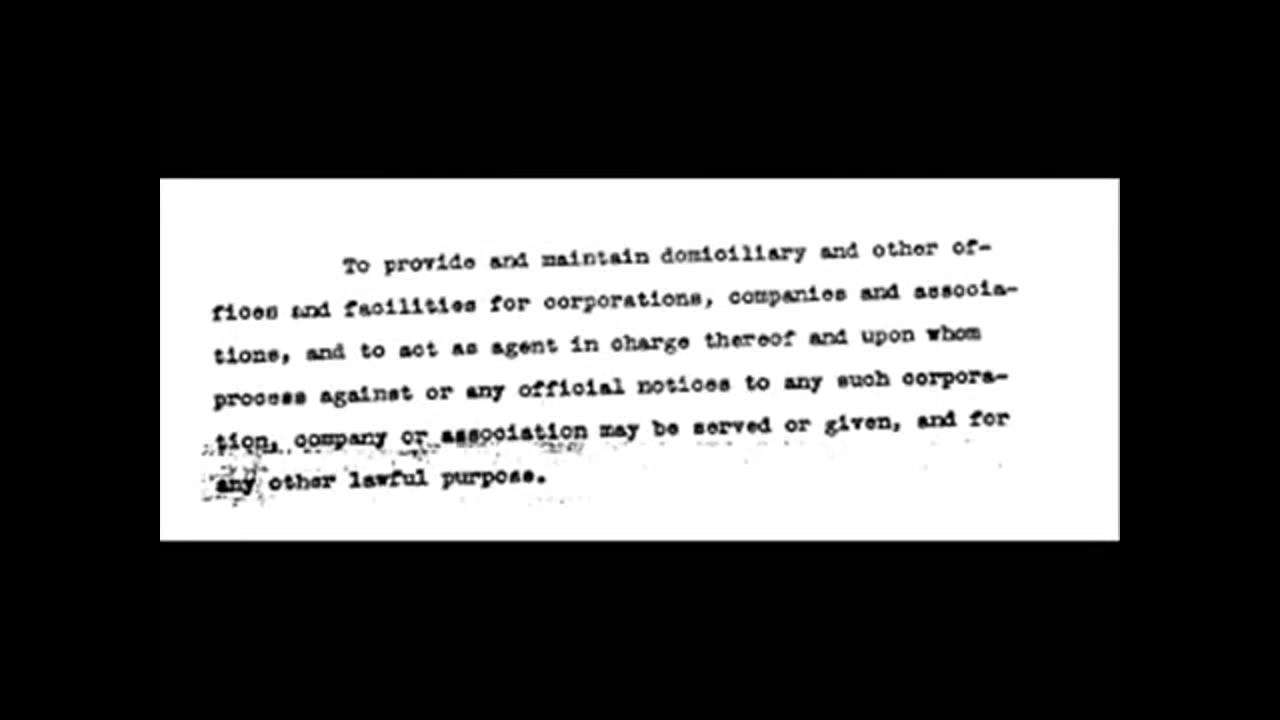 To provide and maintain domiciliary and other of-
fices and facilities for corporations, companies and associa-
tions, and to act as agent in charge thereof and upon whom
process against or any official notices to any such corpora-
tion, company or association may be served or given, and for
any other lawful purpose.